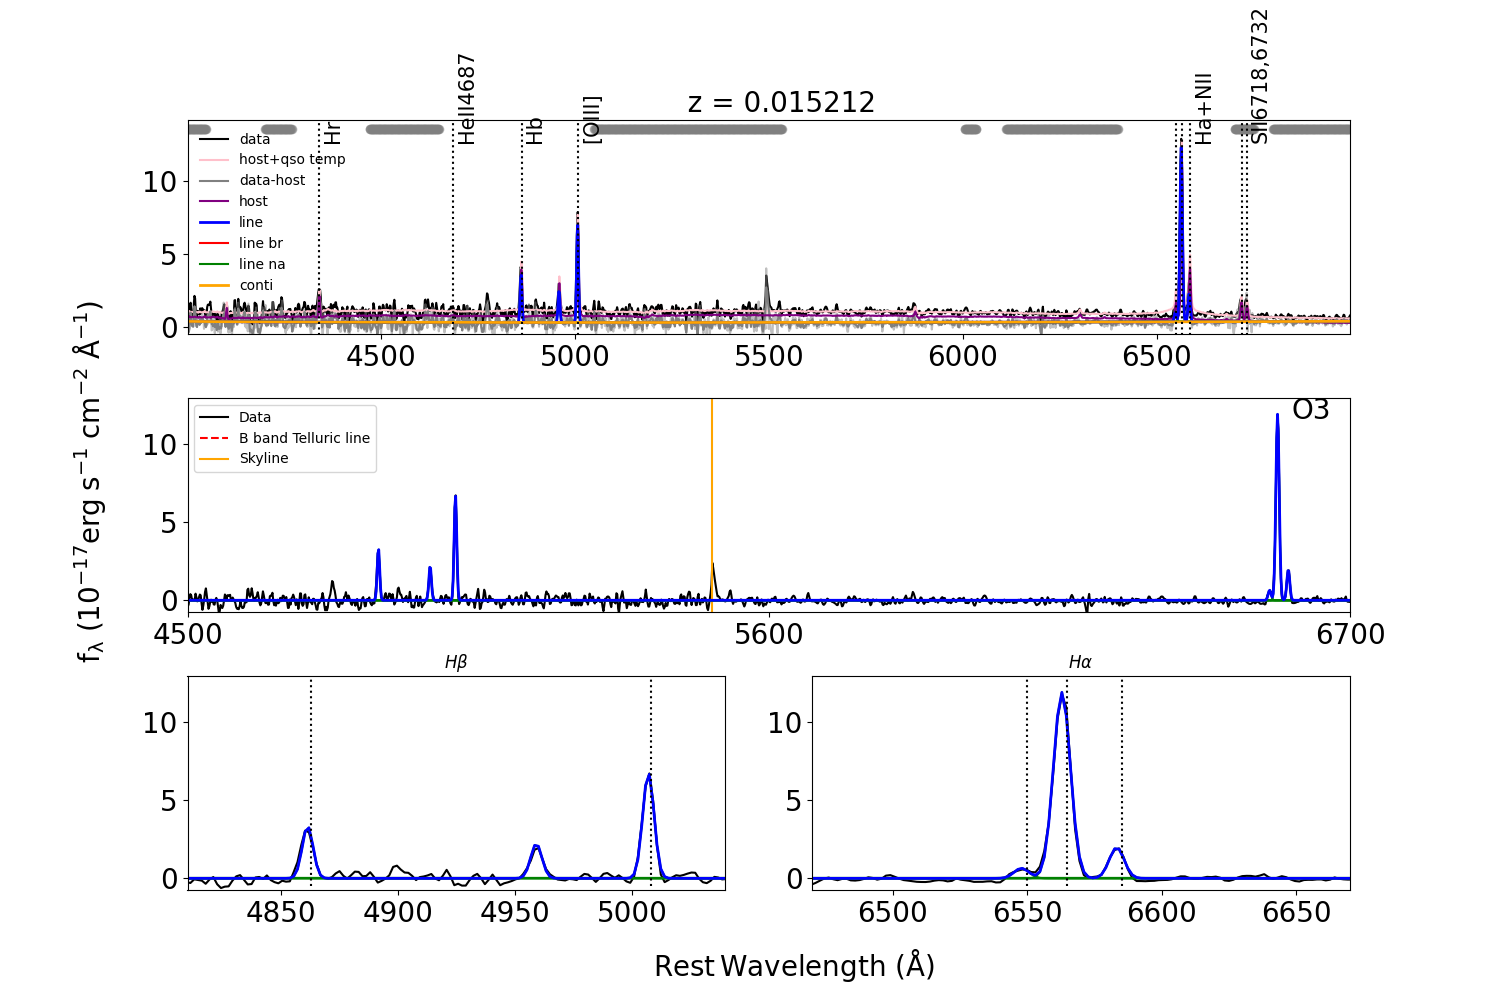 z = 0.015212
Hr
HeII4687
Hb
[OIII]
Ha+NII
SII6718,6732
data
host+qso temp
data-host
host
line
line br
line na
conti
10
5
0
4500
5000
5500
6000
6500
Data
B band Telluric line
Skyline
O3
10
5
0
4500
5600
6700
fλ (10−17erg s−1 cm−2 Å−1)
Hβ
10
5
0
4850
4900
4950
5000
Hα
10
5
0
6500
6550
6600
6650
Rest Wavelength (Å)